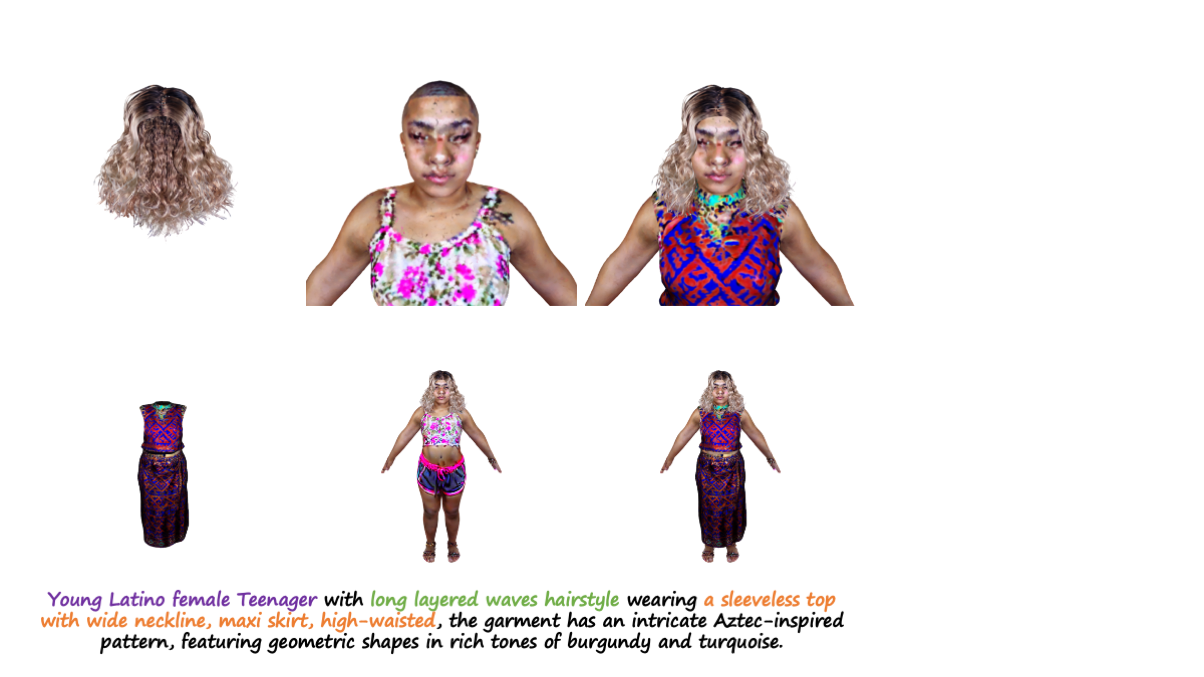 Young Latino female Teenager with long layered waves hairstyle wearing a sleeveless top
with wide neckline, maxi skirt, high-waisted, the garment has an intricate Aztec-inspired
pattern, featuring geometric shapes in rich tones of burgundy and turquoise.